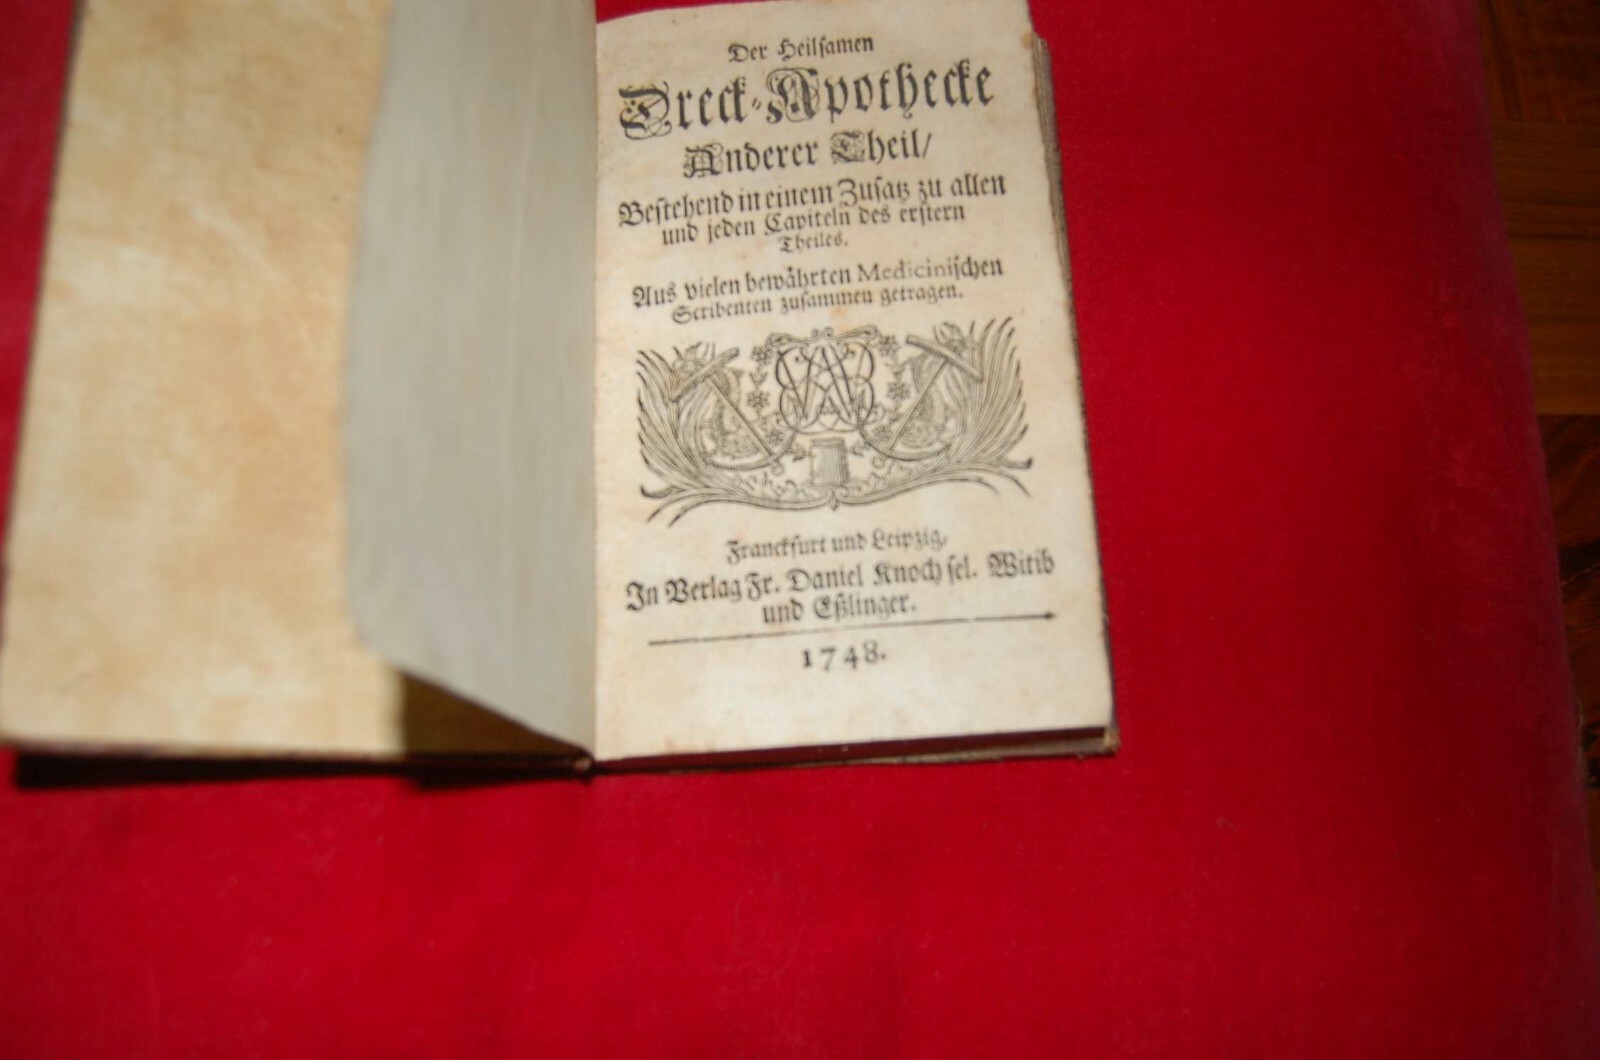 Der Heilsamen
Dreck-Apothecke
Anderer Theil/
Bestehend in einem Zusatz zu allen
und jeden Capiteln des erstern
Theiles.
Aus vielen bewährten Medicinischen
Scribenten zusammen getragen.
Franckfurt und Leipzig,
In Verlag Fr. Daniel Knoch sel. Witib
und Eßlinger.
1748.